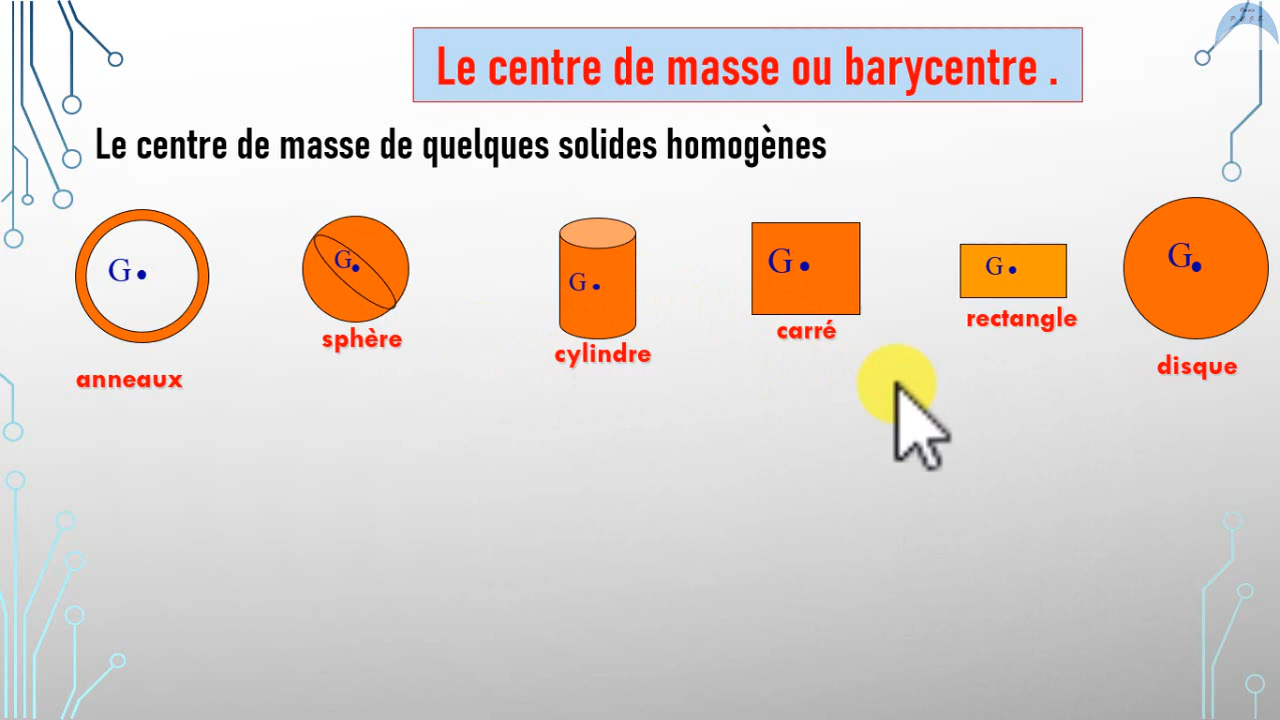 Le centre de masse ou barycentre .
Le centre de masse de quelques solides homogènes
G
G
G
G
G
G
sphère
cylindre
carré
rectangle
disque
anneaux